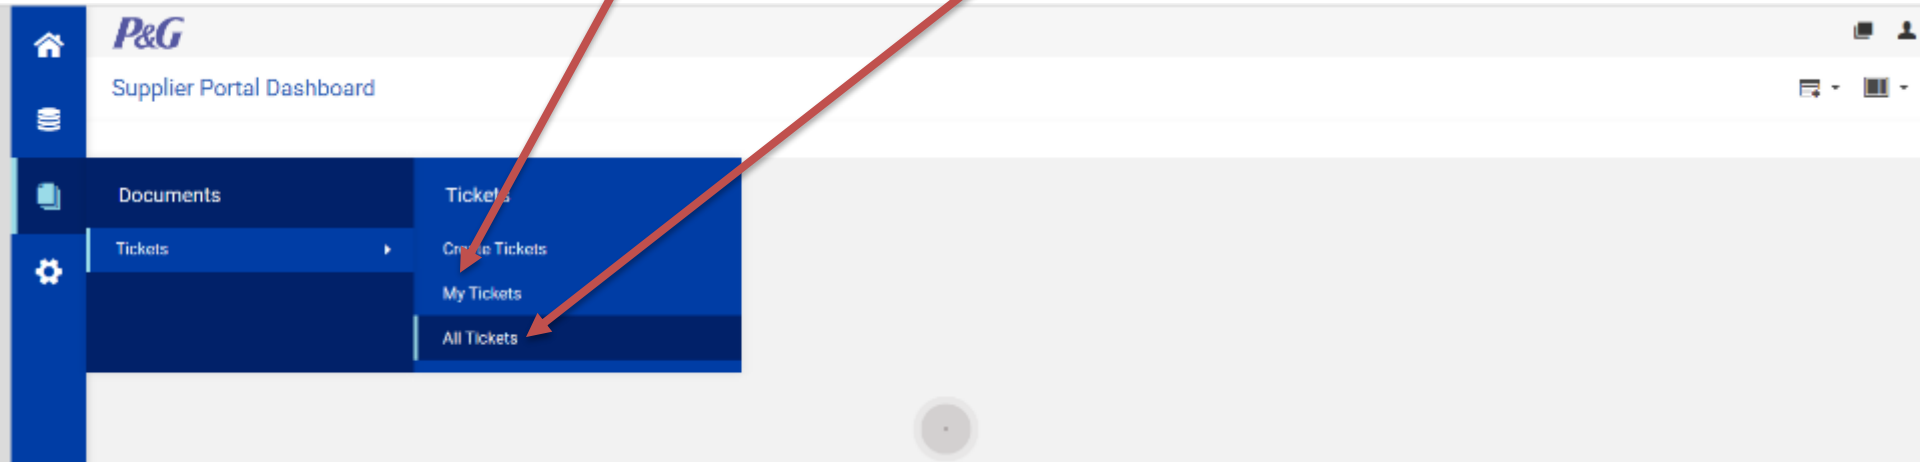 P&G
Supplier Portal Dashboard
Documents
Tickets
Tickets
Create Tickets
My Tickets
All Tickets